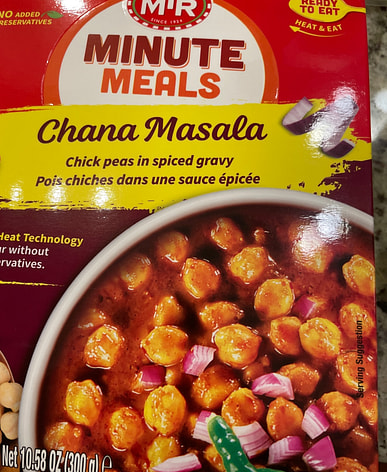 MTR
SINCE 1924
NO ADDED
PRESERVATIVES
READY
TO EAT
HEAT & EAT
MINUTE
MEALS
Chana Masala
Chick peas in spiced gravy
Pois chiches dans une sauce épicée
Heat Technology
without
Serving Suggestion
Net 10.58 OZ (300 g) e